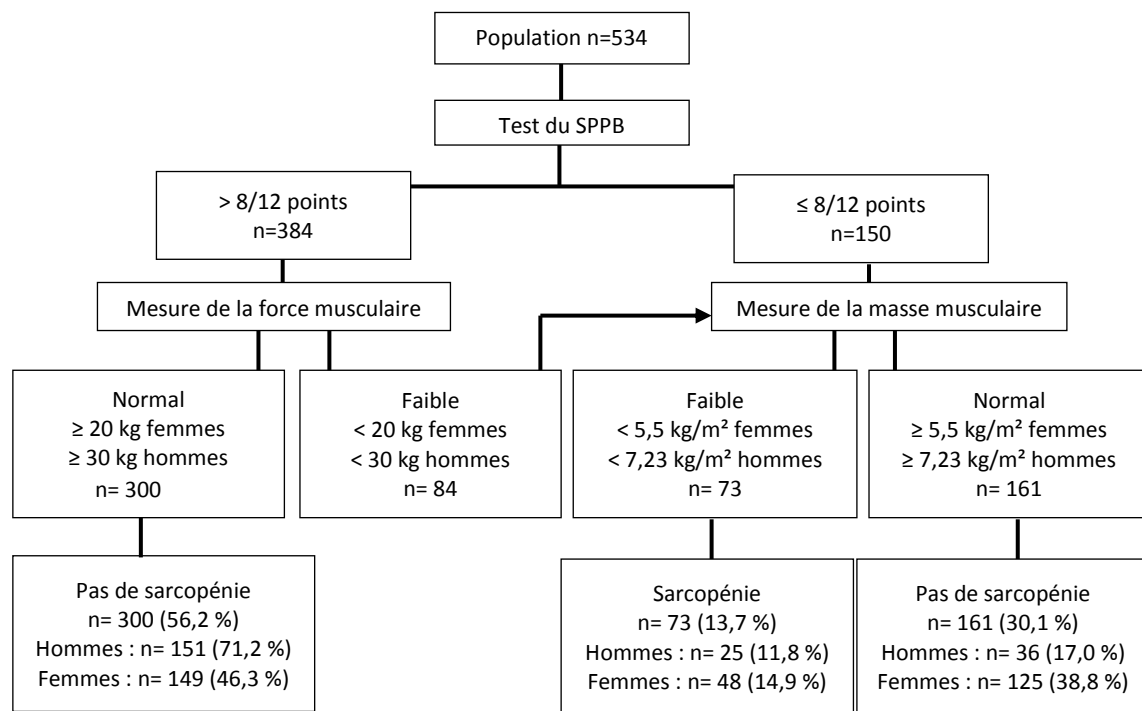 Population n=534
Test du SPPB
> 8/12 points
n=384
≤ 8/12 points
n=150
Mesure de la force musculaire
Mesure de la masse musculaire
Normal
≥ 20 kg femmes
≥ 30 kg hommes
n= 300
Faible
< 20 kg femmes
< 30 kg hommes
n= 84
Faible
< 5,5 kg/m² femmes
< 7,23 kg/m² hommes
n= 73
Normal
≥ 5,5 kg/m² femmes
≥ 7,23 kg/m² hommes
n= 161
Pas de sarcopénie
n= 300 (56,2 %)
Hommes : n= 151 (71,2 %)
Femmes : n= 149 (46,3 %)
Sarcopénie
n= 73 (13,7 %)
Hommes : n= 25 (11,8 %)
Femmes : n= 48 (14,9 %)
Pas de sarcopénie
n= 161 (30,1 %)
Hommes : n= 36 (17,0 %)
Femmes : n= 125 (38,8 %)